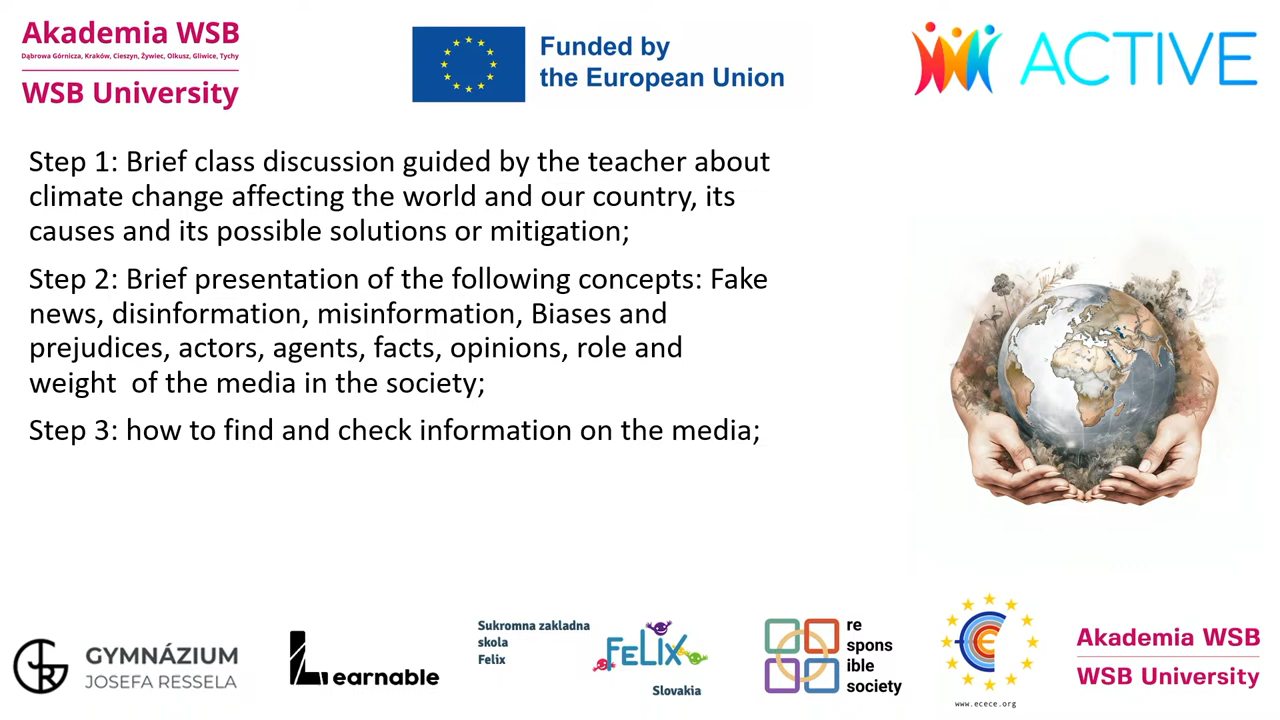 Akademia WSB
Dąbrowa Górnicza, Kraków, Cieszyn, Żywiec, Olkusz, Gliwice, Tychy
WSB University
Funded by
the European Union
ACTIVE
Step 1: Brief class discussion guided by the teacher about
climate change affecting the world and our country, its
causes and its possible solutions or mitigation;
Step 2: Brief presentation of the following concepts: Fake
news, disinformation, misinformation, Biases and
prejudices, actors, agents, facts, opinions, role and
weight  of the media in the society;
Step 3: how to find and check information on the media;
GYMNÁZIUM
JOSEFA RESSELA
Learnable
Sukromna zakladna
skola
Felix
FELIX
Slovakia
re
spons
ible
society
www.ecece.org
Akademia WSB
WSB University